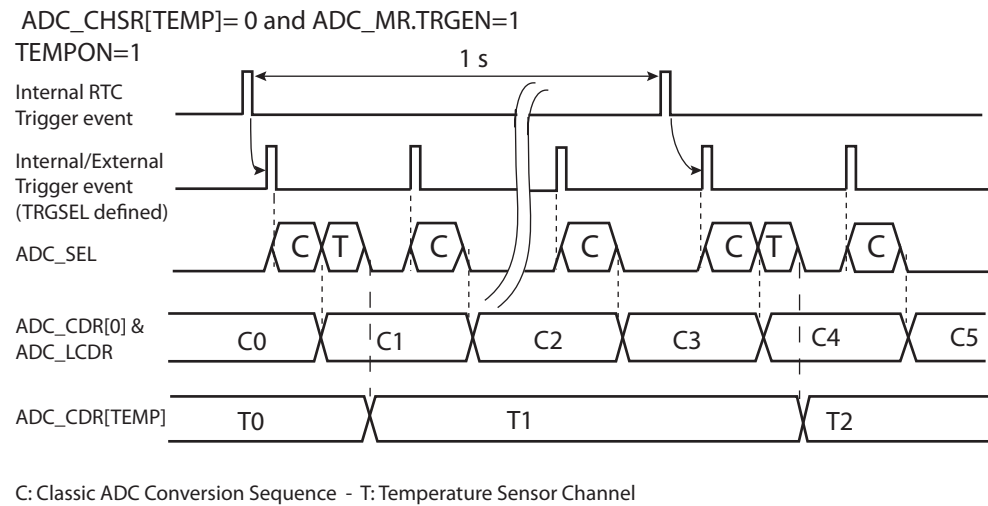 ADC_CHSR[TEMP]= 0 and ADC_MR.TRGEN=1
TEMPON=1
1 s
Internal RTC
Trigger event
Internal/External
Trigger event
(TRGSEL defined)
ADC_SEL
C T C C C T C
ADC_CDR[0] &
ADC_LCDR
C0 C1 C2 C3 C4 C5
ADC_CDR[TEMP]
T0 T1 T2
C: Classic ADC Conversion Sequence - T: Temperature Sensor Channel